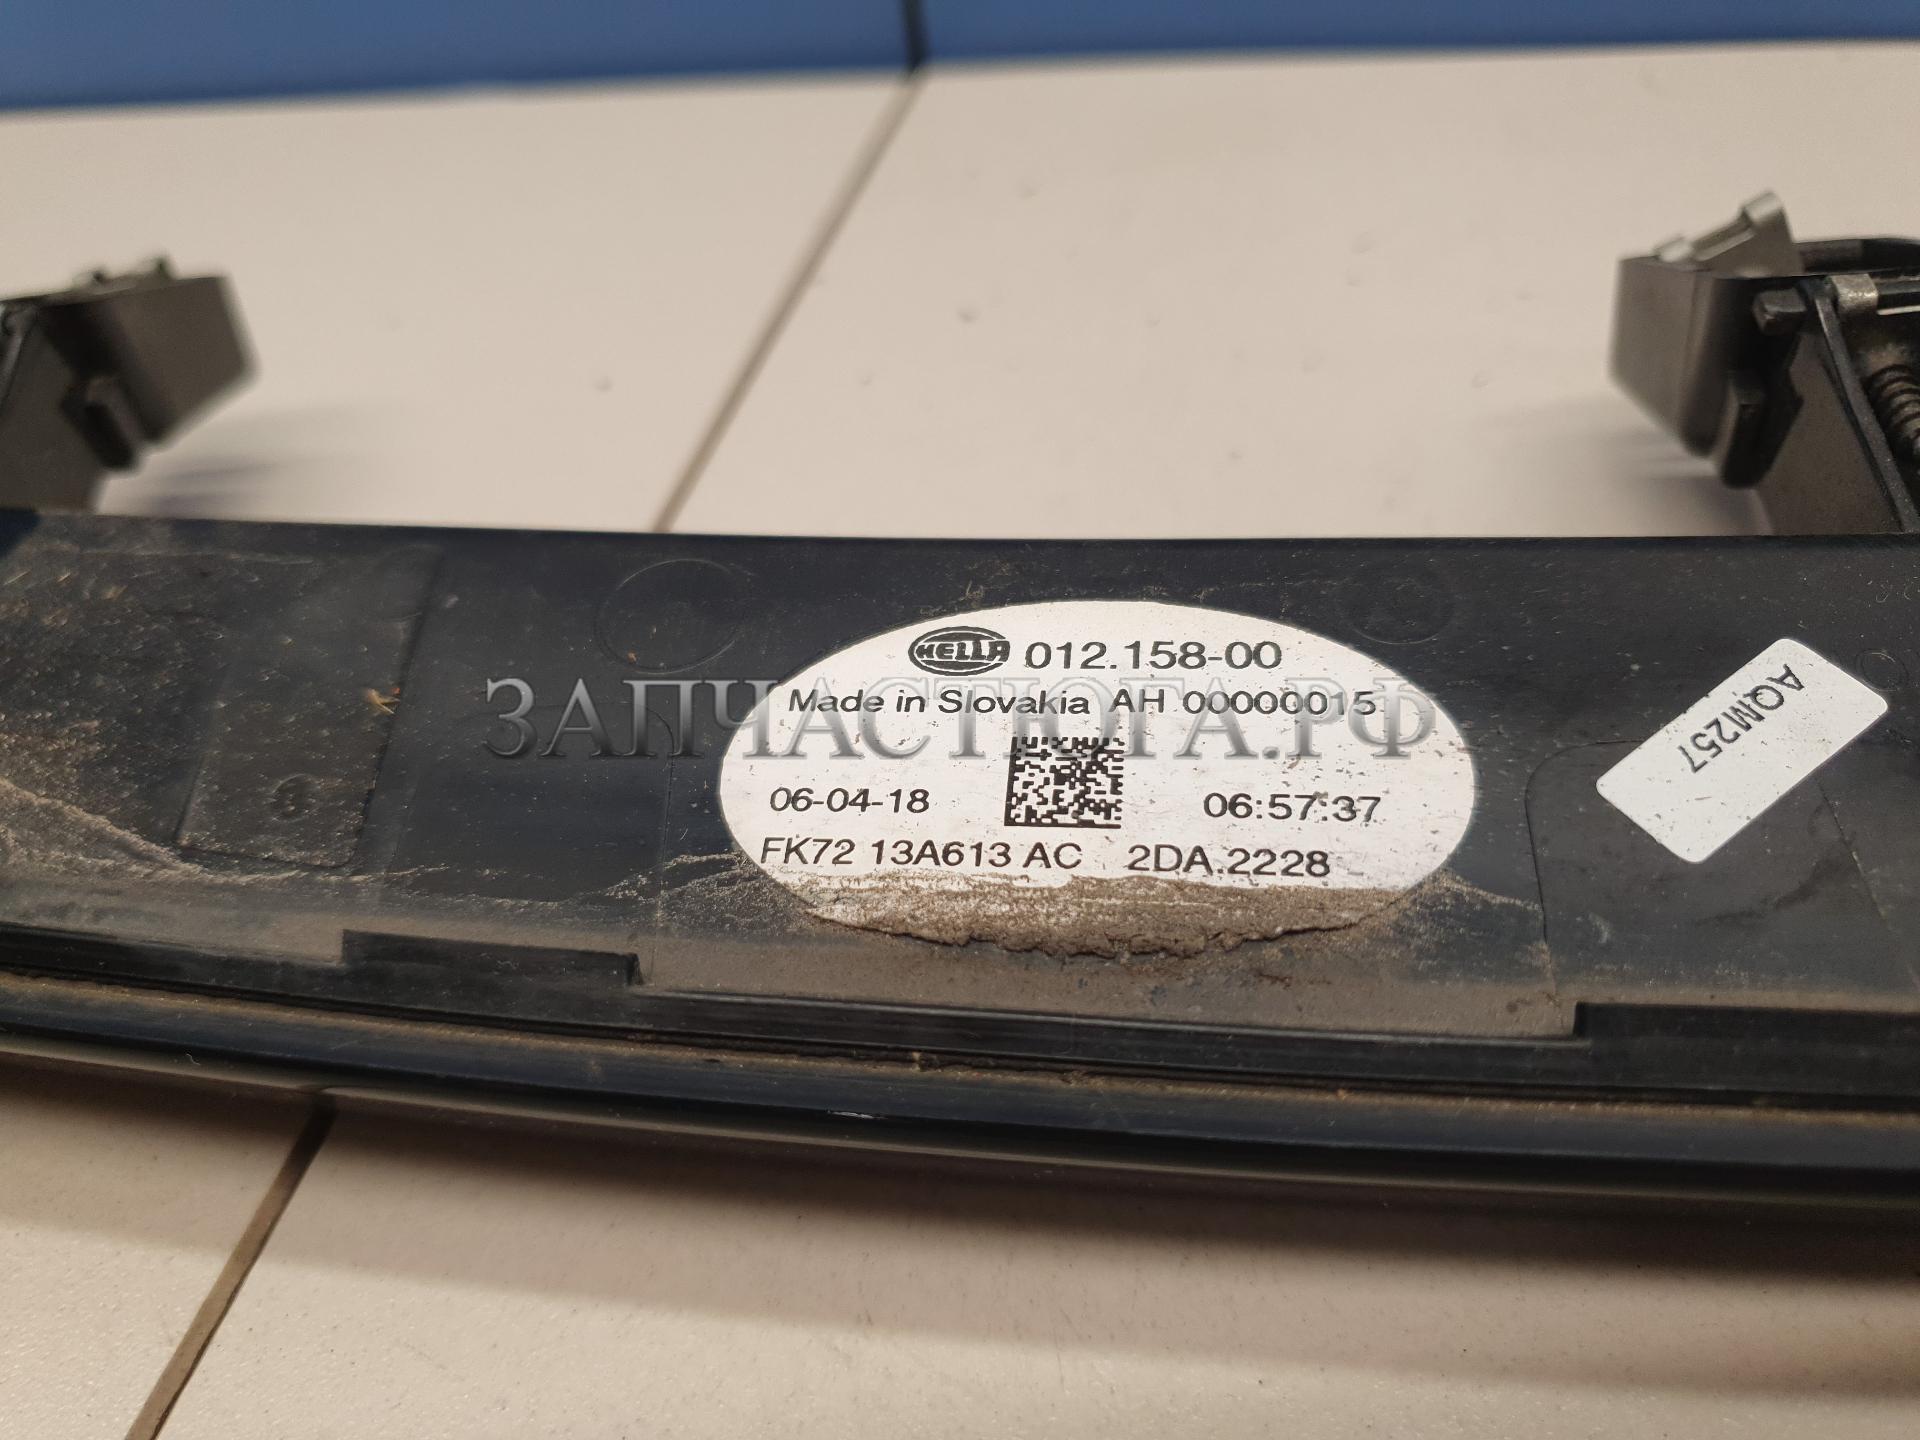 HELLA 012.158-00
Made in Slovakia AH 00000015
ЗАПЧАСТЮГА.РФ
06-04-18 06:57:37
FK72 13A613 AC 2DA.2228
AQM257